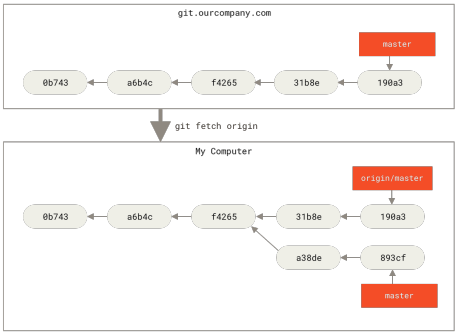 git.ourcompany.com
master
0b743 a6b4c f4265 31b8e 190a3
git fetch origin
My Computer
origin/master
0b743 a6b4c f4265 31b8e 190a3
a38de 893cf
master